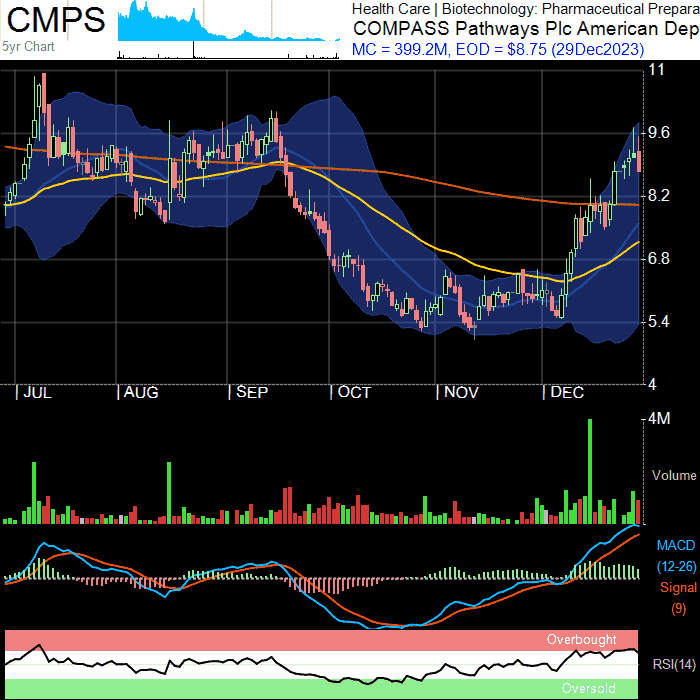 CMPS
5yr Chart
Health Care | Biotechnology: Pharmaceutical Prepara
COMPASS Pathways Plc American Dep
MC = 399.2M, EOD = $8.75 (29Dec2023)
11
9.6
8.2
6.8
5.4
4
| JUL | AUG | SEP | OCT | NOV | DEC
4M
Volume
MACD
(12-26)
Signal
(9)
Overbought
RSI(14)
Oversold